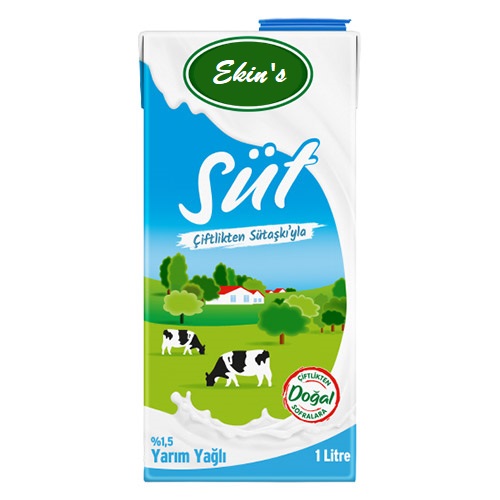 Ekin's
Süt
Çiftlikten Sütaşkı'yla
ÇİFTLİKTEN
Doğal
SOFRALARA
%1,5
Yarım Yağlı
1 Litre